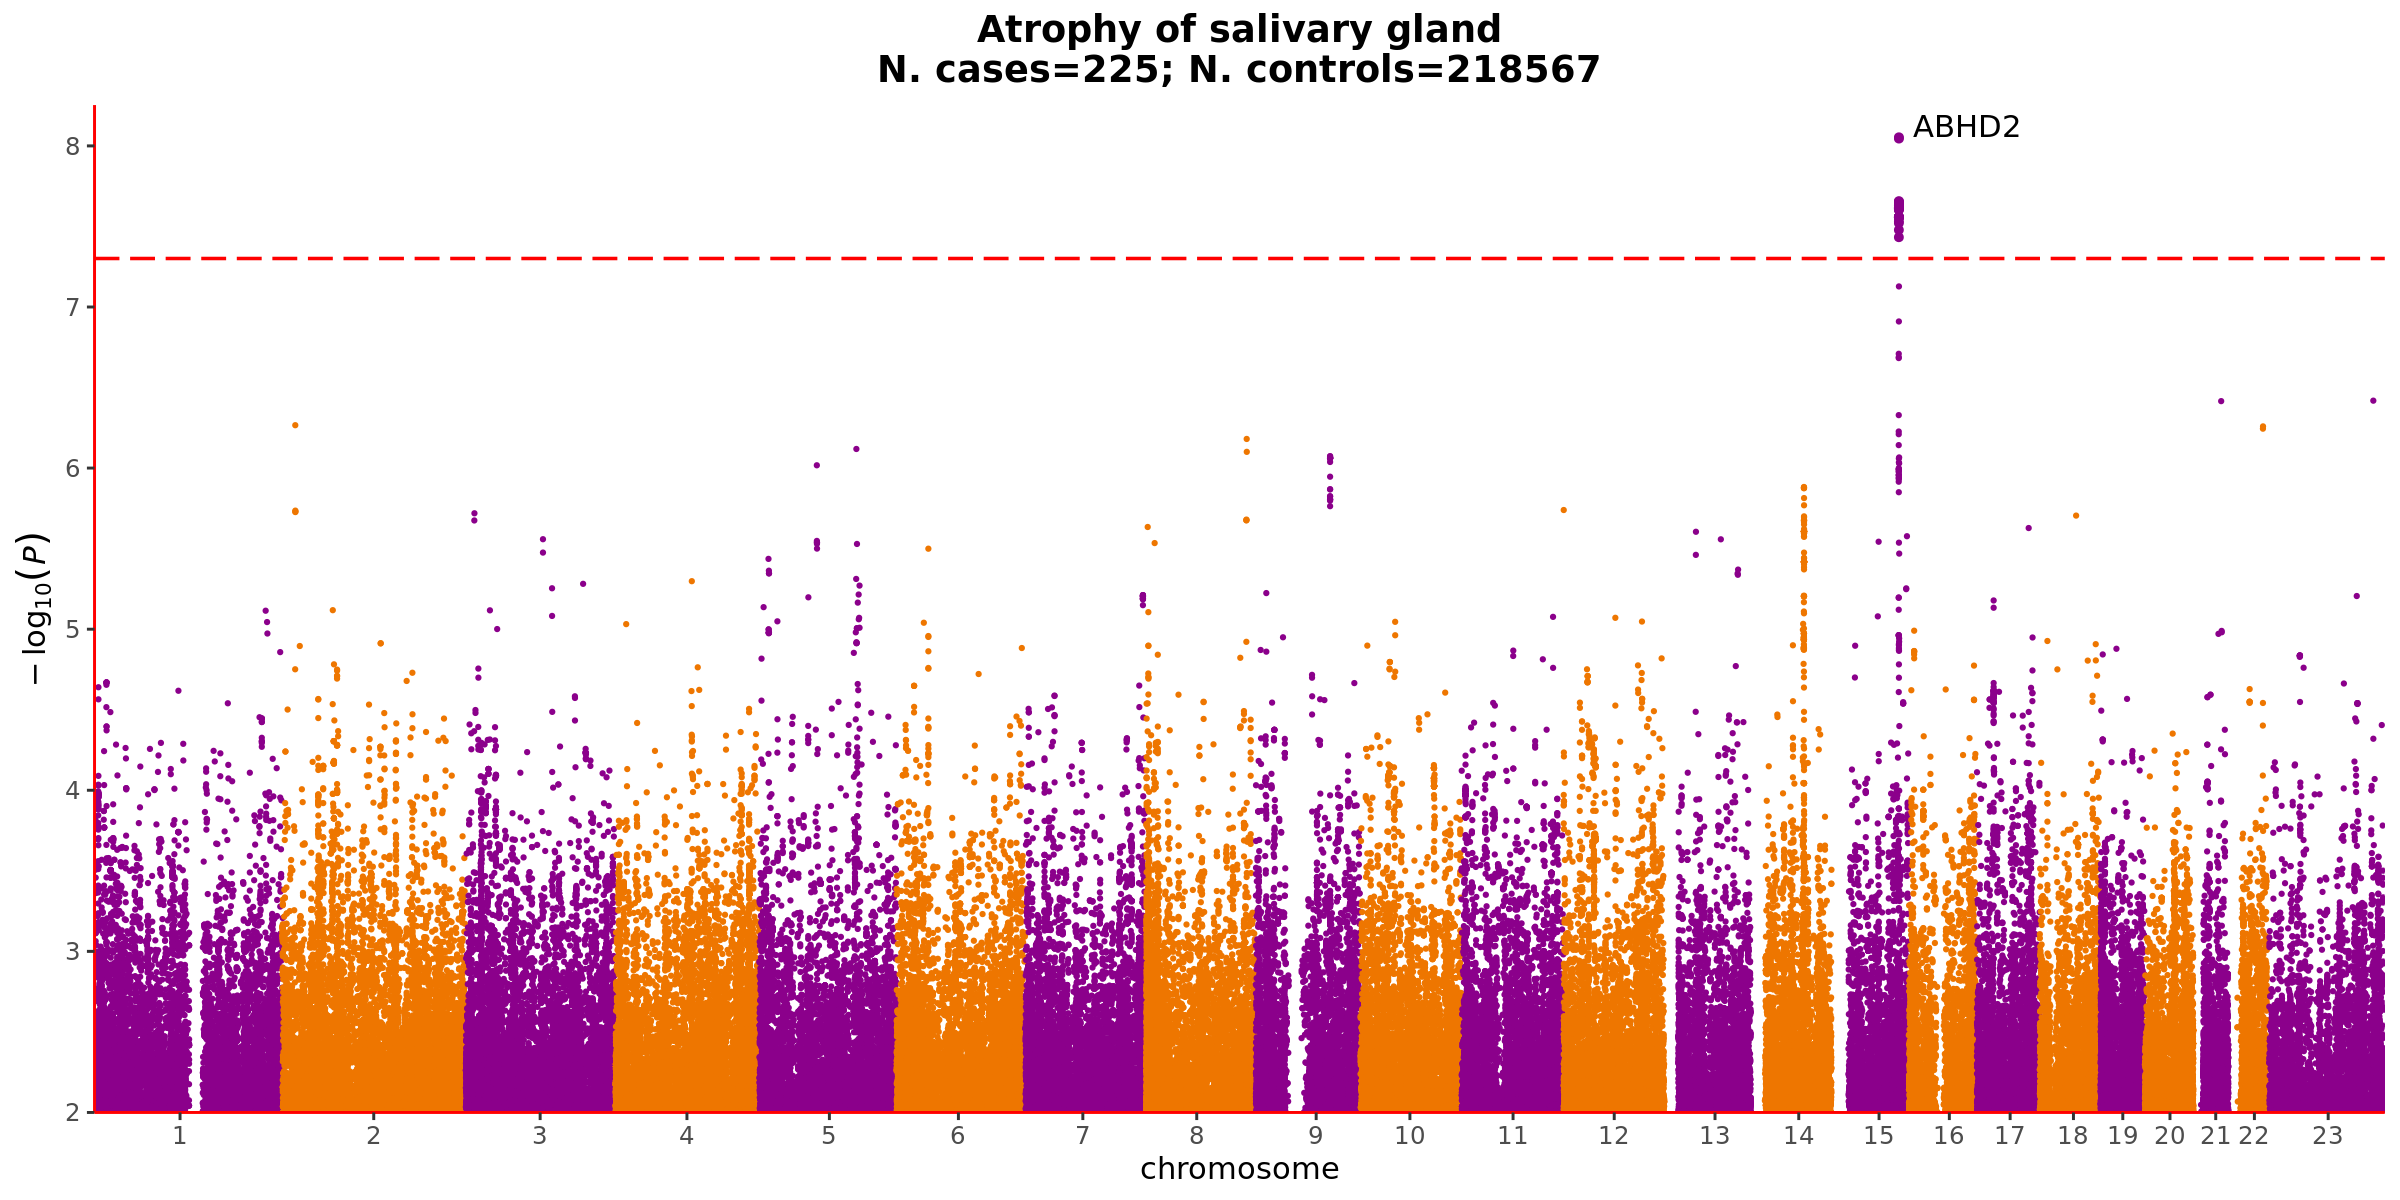 Atrophy of salivary gland
N. cases=225; N. controls=218567
ABHD2
8
7
6
5
4
3
2
−log10(P)
1 2 3 4 5 6 7 8 9 10 11 12 13 14 15 16 17 18 19 20 21 22 23
chromosome